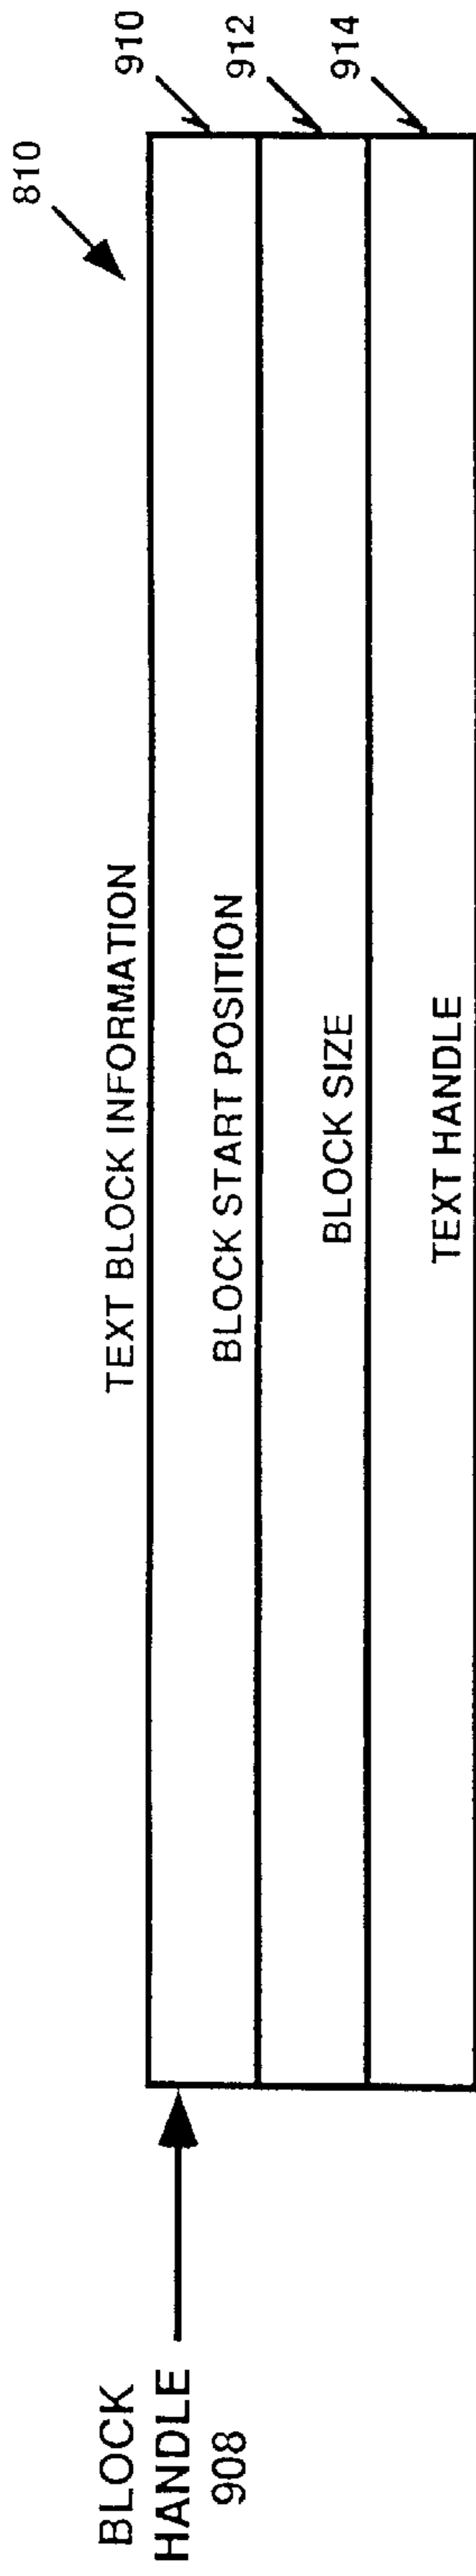 810
TEXT BLOCK INFORMATION
BLOCK
HANDLE
908
BLOCK START POSITION
910
BLOCK SIZE
912
TEXT HANDLE
914